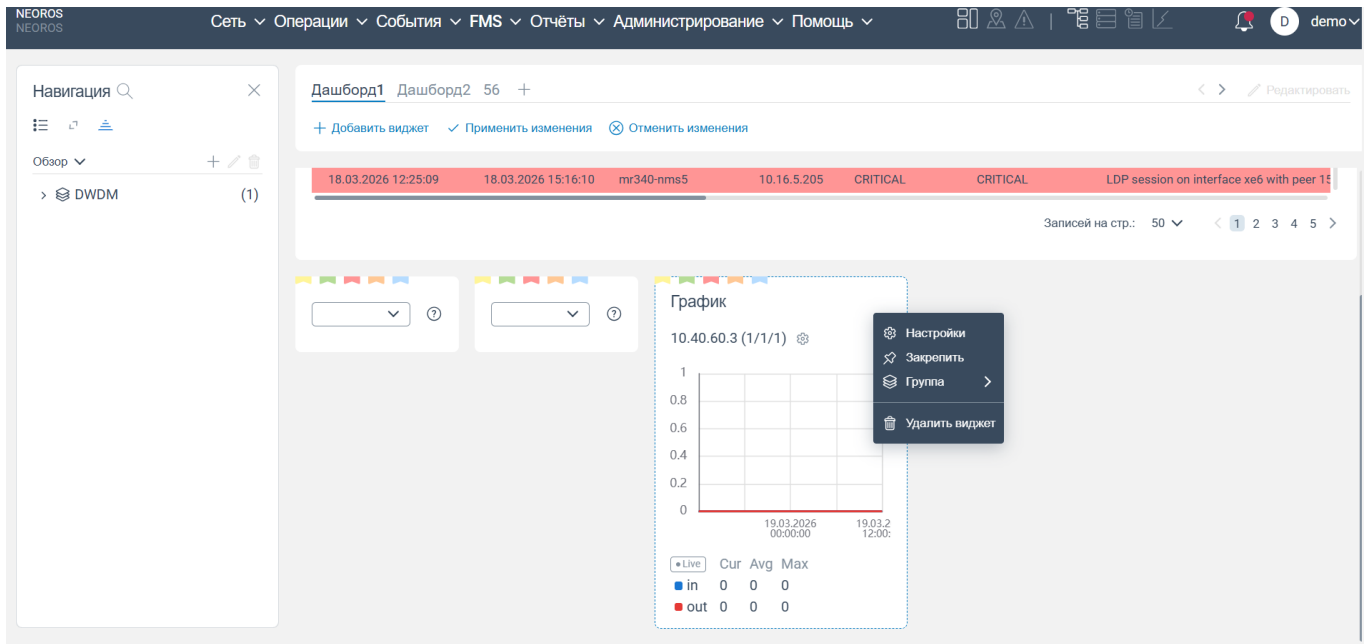 NEOROS
NEOROS
Сеть Операции События FMS Отчёты Администрирование Помощь
D demo
Навигация
Обзор
DWDM (1)
Дашборд1 Дашборд2 56 +
Редактировать
+ Добавить виджет Применить изменения Отменить изменения
18.03.2026 12:25:09 18.03.2026 15:16:10 mr340-nms5 10.16.5.205 CRITICAL CRITICAL LDP session on interface xe6 with peer 15
Записей на стр.: 50 < 1 2 3 4 5 >
?
?
График
10.40.60.3 (1/1/1)
Настройки
Закрепить
Группа
Удалить виджет
1
0.8
0.6
0.4
0.2
0
19.03.2026 00:00:00
19.03.2 12:00:
Live Cur Avg Max
in 0 0 0
out 0 0 0